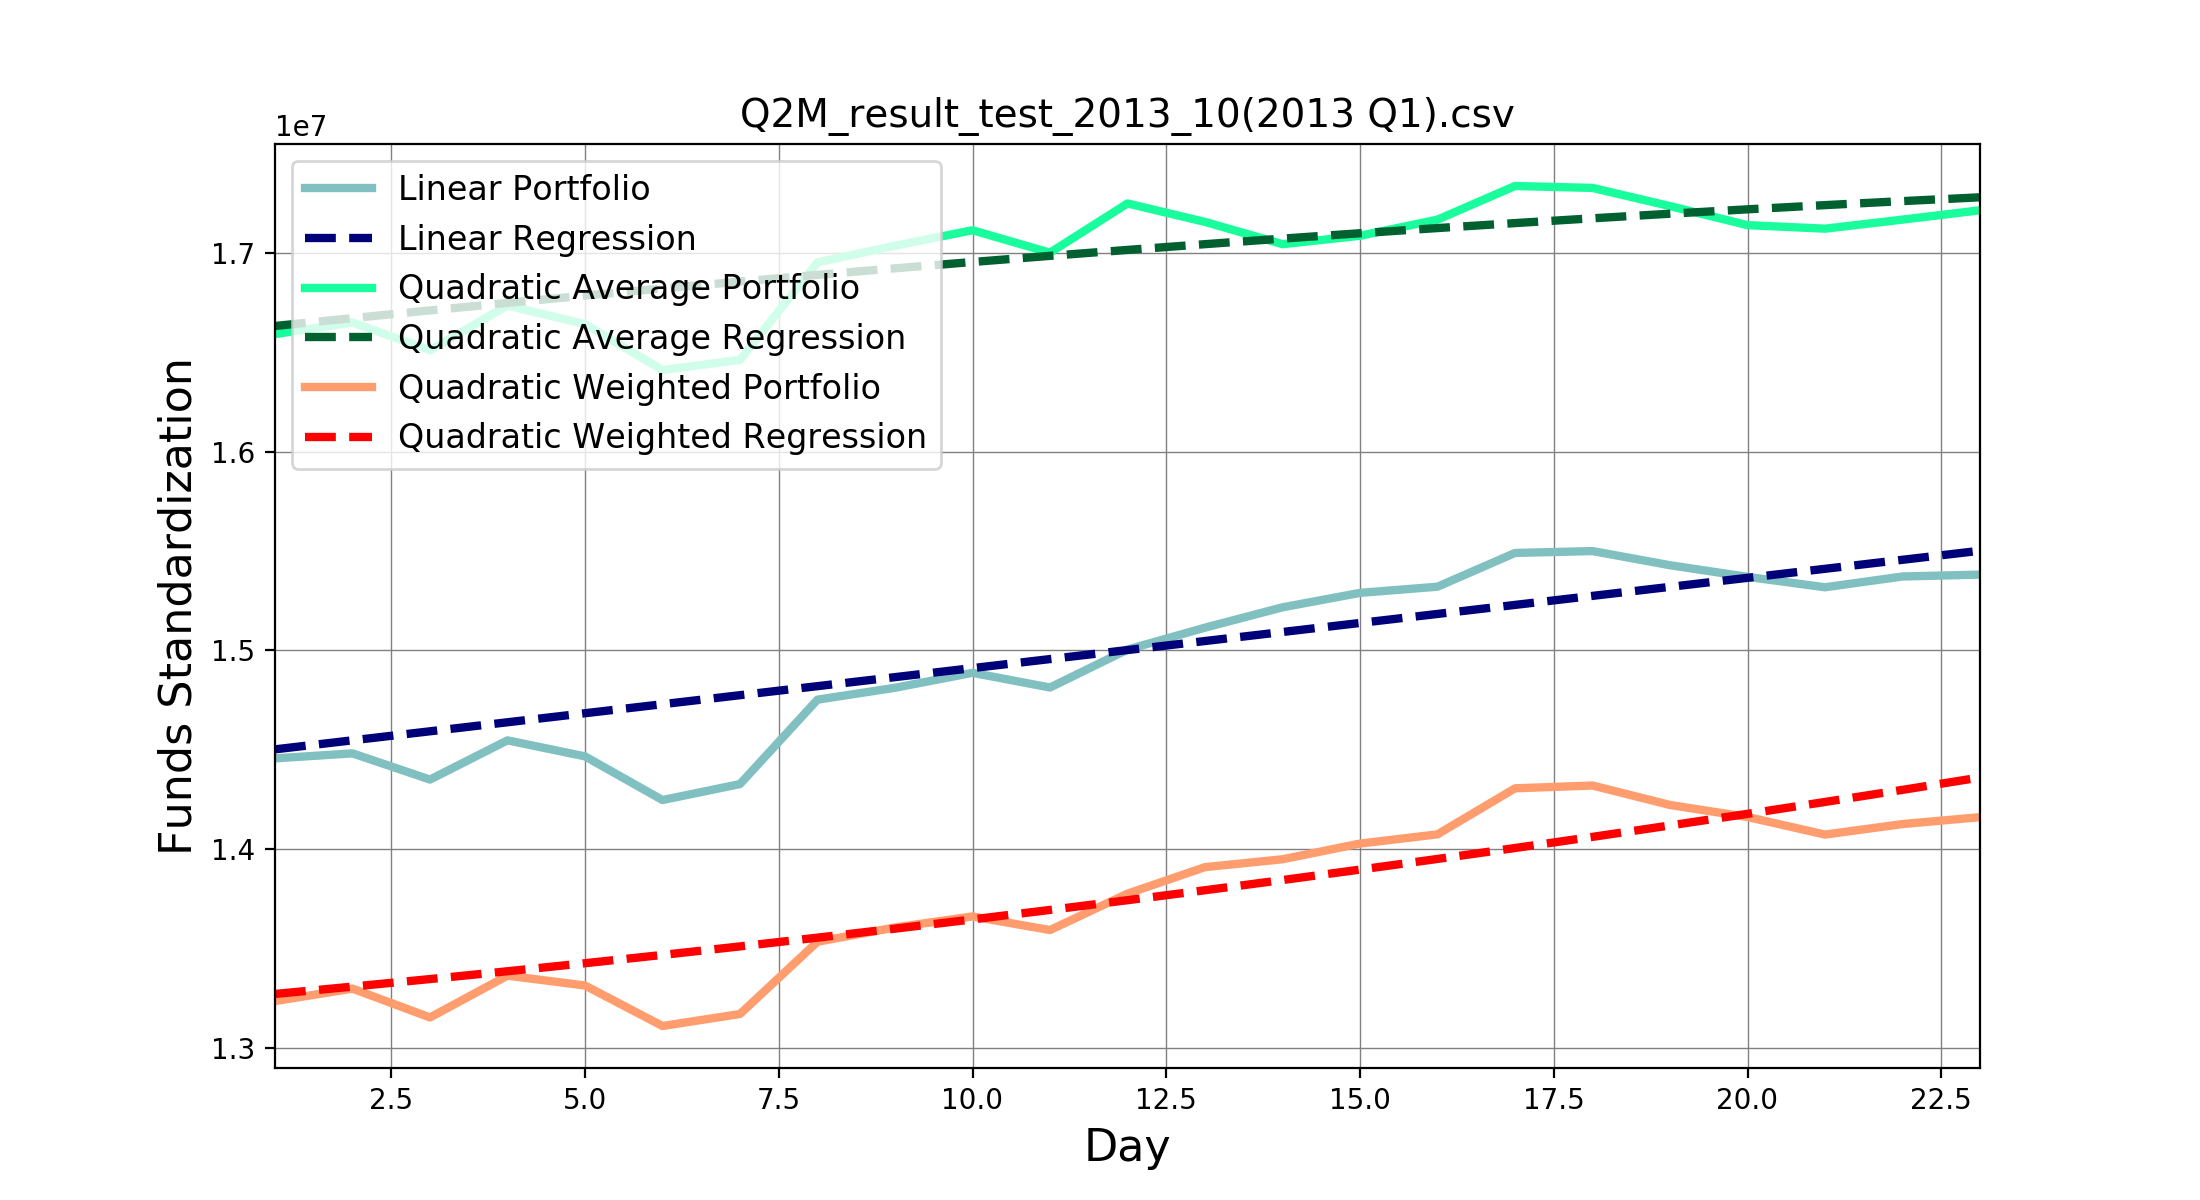 Q2M_result_test_2013_10(2013 Q1).csv
1e7
Linear Portfolio
Linear Regression
Quadratic Average Portfolio
Quadratic Average Regression
Quadratic Weighted Portfolio
Quadratic Weighted Regression
Funds Standardization
1.7
1.6
1.5
1.4
1.3
2.5 5.0 7.5 10.0 12.5 15.0 17.5 20.0 22.5
Day